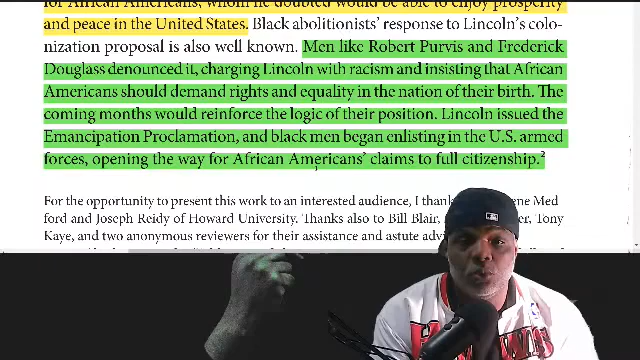 for African Americans, whom he doubted would be able to enjoy prosperity
and peace in the United States. Black abolitionists’ response to Lincoln’s colo-
nization proposal is also well known. Men like Robert Purvis and Frederick
Douglass denounced it, charging Lincoln with racism and insisting that African
Americans should demand rights and equality in the nation of their birth. The
coming months would reinforce the logic of their position. Lincoln issued the
Emancipation Proclamation, and black men began enlisting in the U.S. armed
forces, opening the way for African Americans’ claims to full citizenship.²
For the opportunity to present this work to an interested audience, I thank ene Med
ford and Joseph Reidy of Howard University. Thanks also to Bill Blair, er, Tony
Kaye, and two anonymous reviewers for their assistance and astute